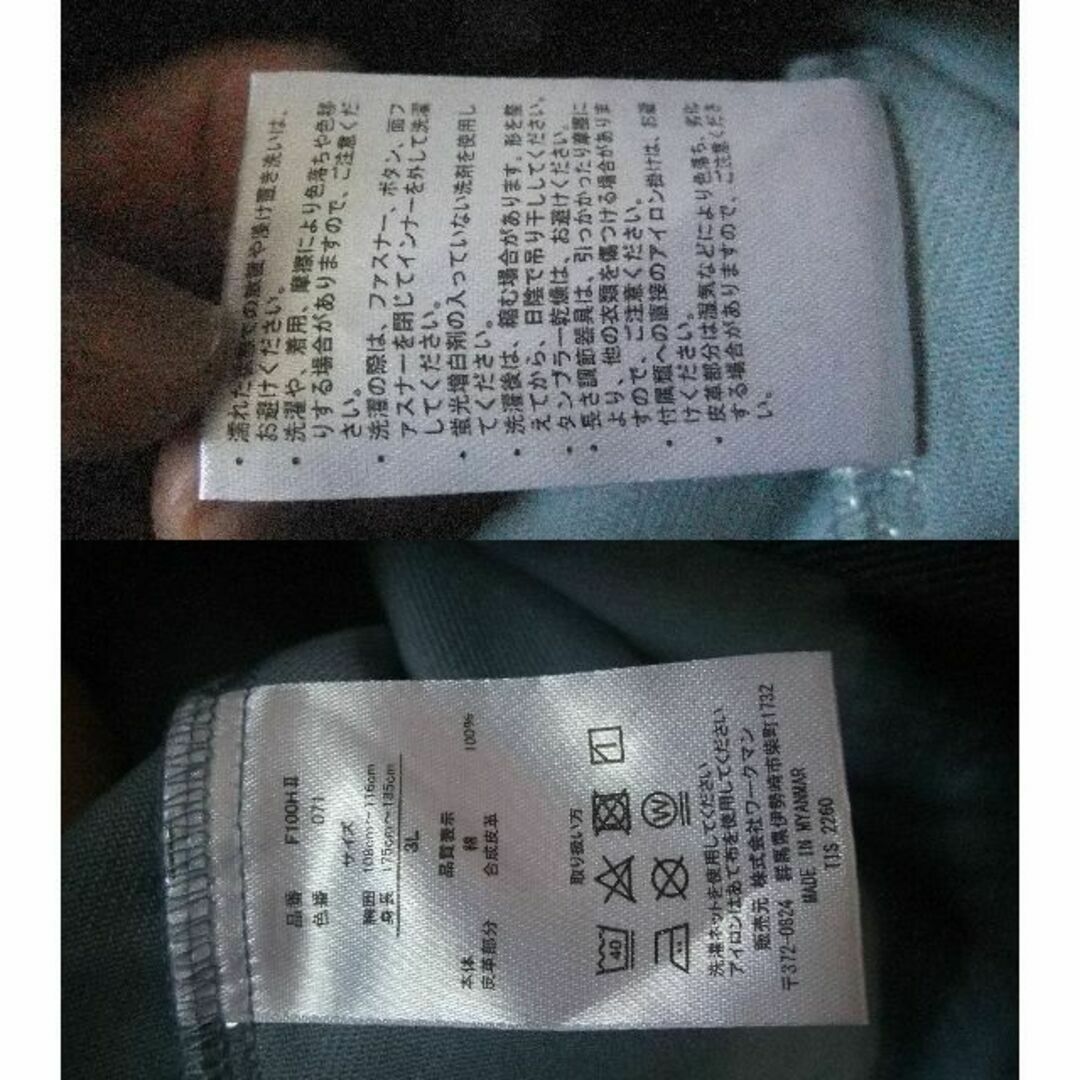 ・濡れた状態での放置や浸け置き洗いは、
お避けください。
・洗濯や、着用、摩擦により色落ちや色移
りする場合がありますので、ご注意くだ
さい。
・洗濯の際は、ファスナー、ボタン、面フ
ァスナーを閉じてインナーを外して洗濯
してください。
・蛍光増白剤の入っていない洗剤を使用し
てください。
・洗濯後は、縮む場合があります。形を整
えてから、日陰で吊り干ししてください。
・タンブラー乾燥は、お避けください。
・長さ調節器具は、引っかかったり摩擦に
より、他の衣類を傷つける場合がありま
すので、ご注意ください。
・付属類への直接のアイロン掛けは、お避
けください。
・皮革部分は湿気などにより色落ち、劣化
する場合がありますので、ご注意くださ
い。
品番 F100HⅡ
色番 071
サイズ
胸囲 108cm～116cm
身長 175cm～185cm
3L
品質表示
本体 綿 100%
皮革部分 合成皮革
取り扱い方
40
W
洗濯ネットを使用してください
アイロンはあて布を使用してください
販売元 株式会社ワークマン
〒372-0824 群馬県伊勢崎市柴町1732
MADE IN MYANMAR
TIS 2260